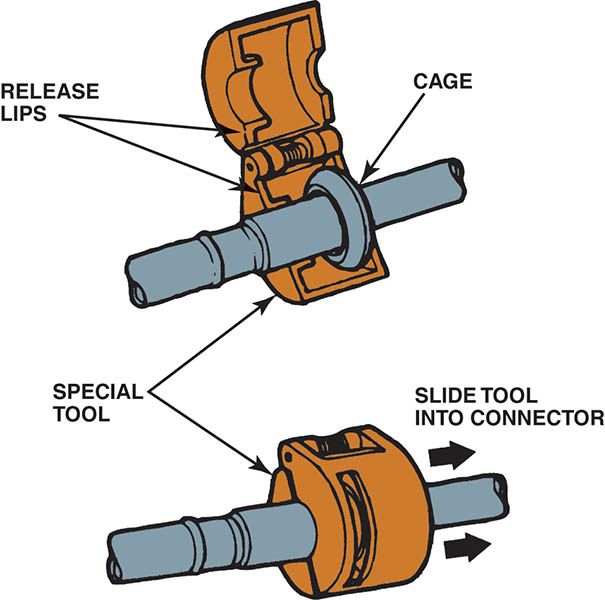 RELEASE
LIPS
CAGE
SPECIAL
TOOL
SLIDE TOOL
INTO CONNECTOR